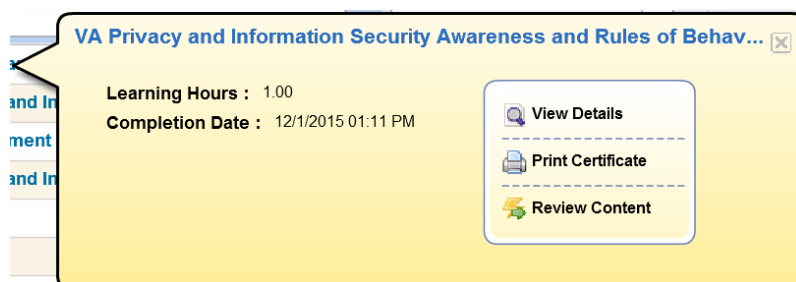 VA Privacy and Information Security Awareness and Rules of Behav...
Learning Hours : 1.00
Completion Date : 12/1/2015 01:11 PM
View Details
Print Certificate
Review Content
and In
ment
and In